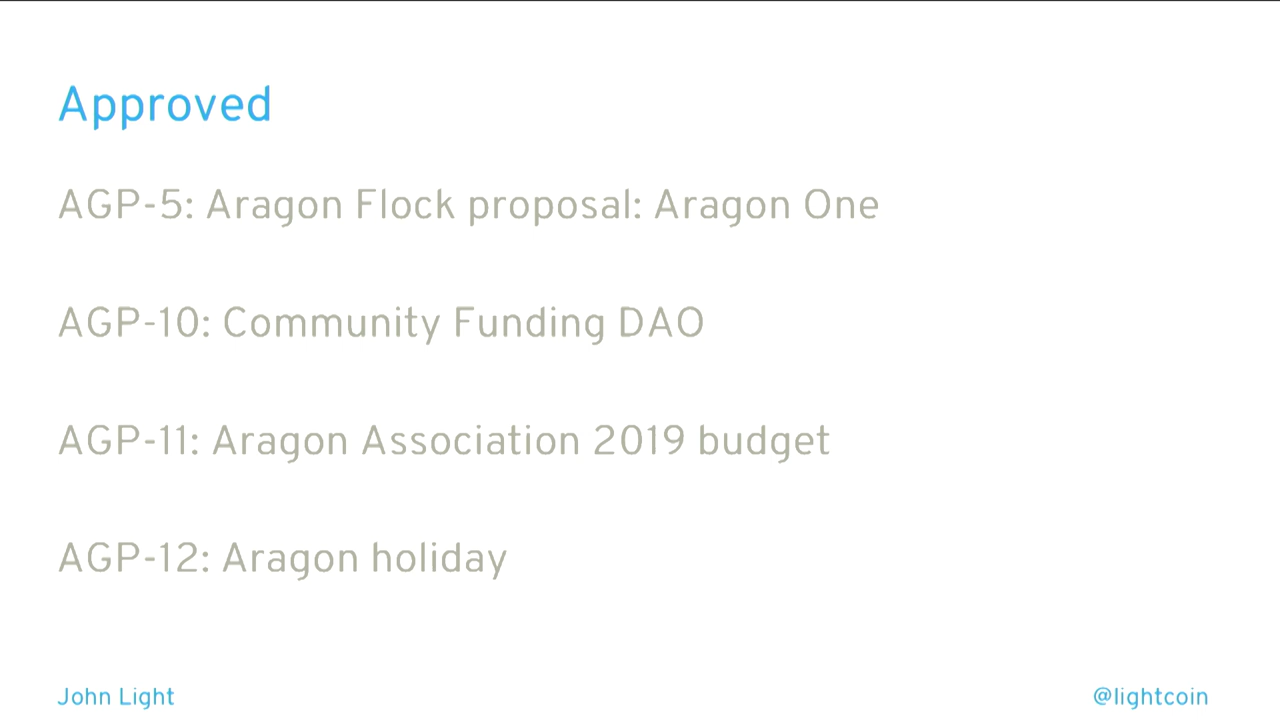 Approved
AGP-5: Aragon Flock proposal: Aragon One
AGP-10: Community Funding DAO
AGP-11: Aragon Association 2019 budget
AGP-12: Aragon holiday
John Light
@lightcoin